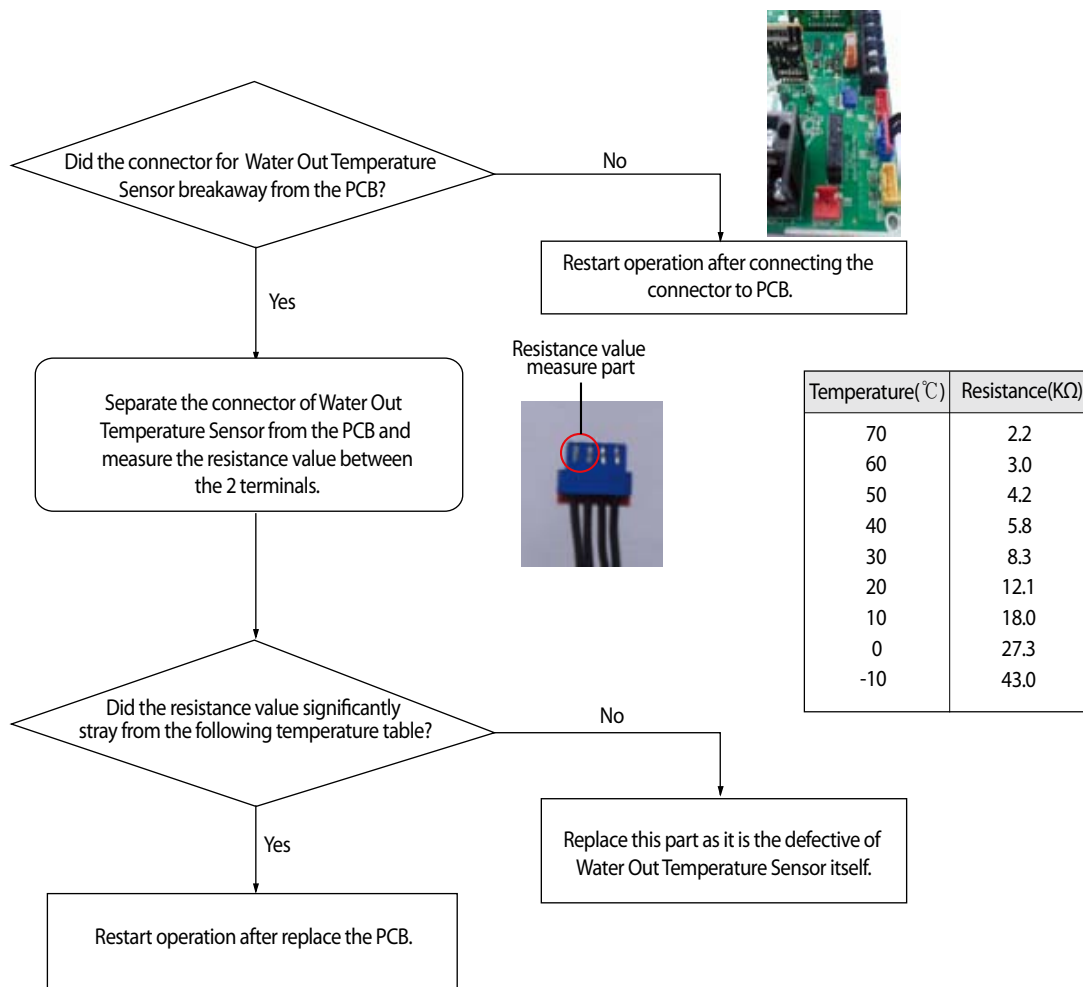 Did the connector for Water Out Temperature
Sensor breakaway from the PCB?
No
Restart operation after connecting the
connector to PCB.
Yes
Separate the connector of Water Out
Temperature Sensor from the PCB and
measure the resistance value between
the 2 terminals.
Resistance value
measure part
Temperature(℃) Resistance(KΩ)
70 2.2
60 3.0
50 4.2
40 5.8
30 8.3
20 12.1
10 18.0
0 27.3
-10 43.0
Did the resistance value significantly
stray from the following temperature table?
No
Replace this part as it is the defective of
Water Out Temperature Sensor itself.
Yes
Restart operation after replace the PCB.